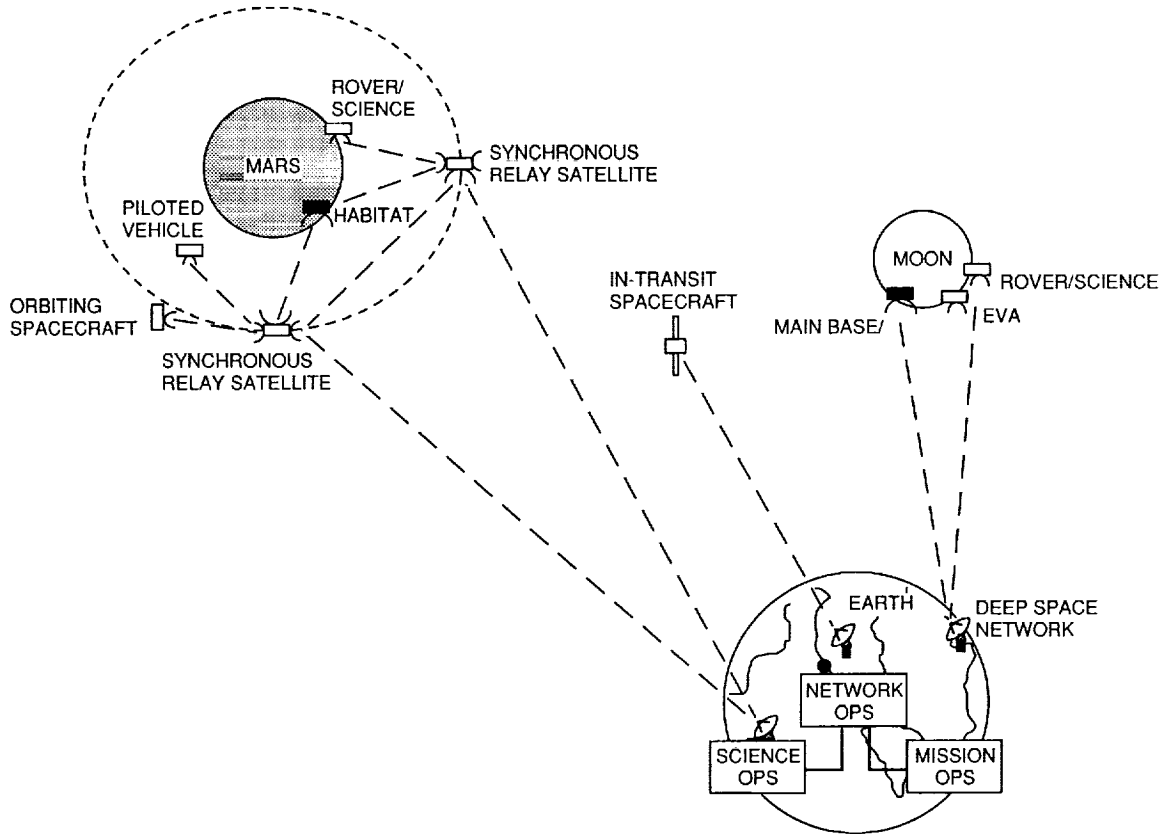 ROVER/
SCIENCE
MARS
SYNCHRONOUS
RELAY SATELLITE
PILOTED
VEHICLE
HABITAT
ORBITING
SPACECRAFT
SYNCHRONOUS
RELAY SATELLITE
IN-TRANSIT
SPACECRAFT
MOON
ROVER/SCIENCE
MAIN BASE/
EVA
EARTH
DEEP SPACE
NETWORK
NETWORK
OPS
SCIENCE
OPS
MISSION
OPS